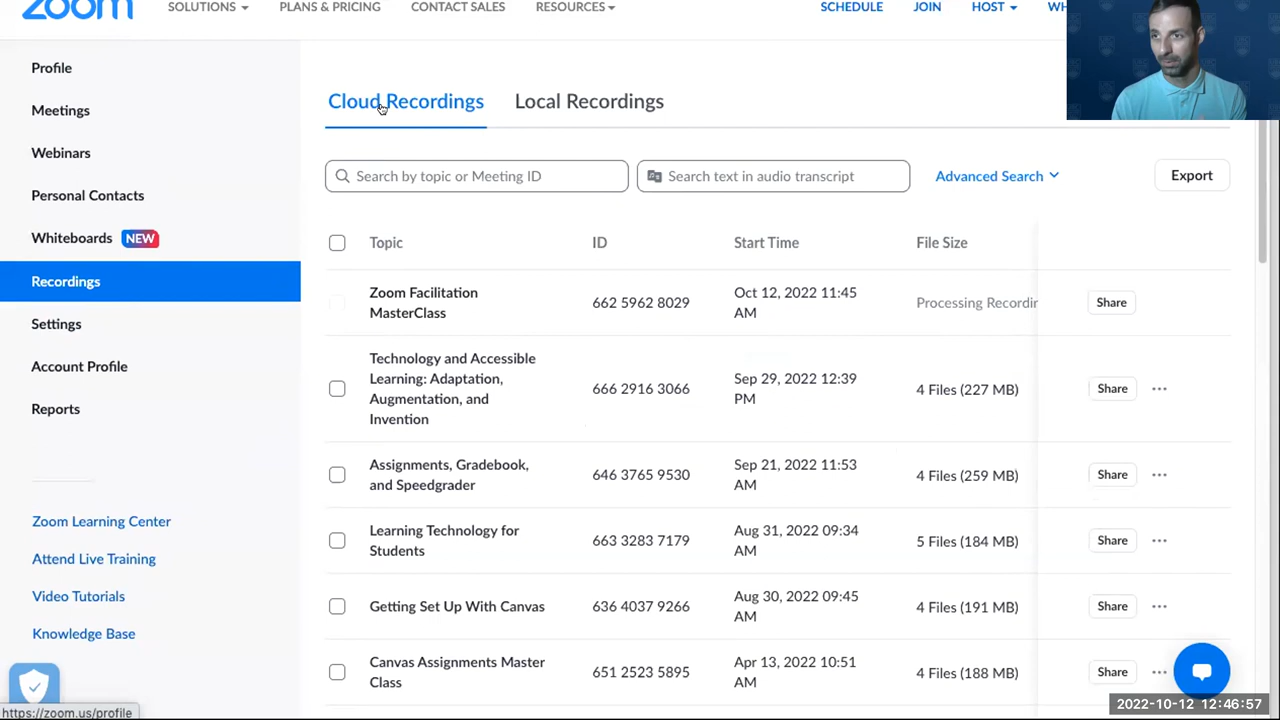 zoom
SOLUTIONS
PLANS & PRICING
CONTACT SALES
RESOURCES
SCHEDULE
JOIN
HOST
Profile
Meetings
Webinars
Personal Contacts
Whiteboards NEW
Recordings
Settings
Account Profile
Reports
Zoom Learning Center
Attend Live Training
Video Tutorials
Knowledge Base
https://zoom.us/profile
Cloud Recordings
Local Recordings
Search by topic or Meeting ID
Search text in audio transcript
Advanced Search
Export
Topic
ID
Start Time
File Size
Zoom Facilitation
MasterClass
662 5962 8029
Oct 12, 2022 11:45
AM
Processing Recordin
Share
Technology and Accessible
Learning: Adaptation,
Augmentation, and
Invention
666 2916 3066
Sep 29, 2022 12:39
PM
4 Files (227 MB)
Share
Assignments, Gradebook,
and Speedgrader
646 3765 9530
Sep 21, 2022 11:53
AM
4 Files (259 MB)
Share
Learning Technology for
Students
663 3283 7179
Aug 31, 2022 09:34
AM
5 Files (184 MB)
Share
Getting Set Up With Canvas
636 4037 9266
Aug 30, 2022 09:45
AM
4 Files (191 MB)
Share
Canvas Assignments Master
Class
651 2523 5895
Apr 13, 2022 10:51
AM
4 Files (188 MB)
Share
2022-10-12 12:46:57